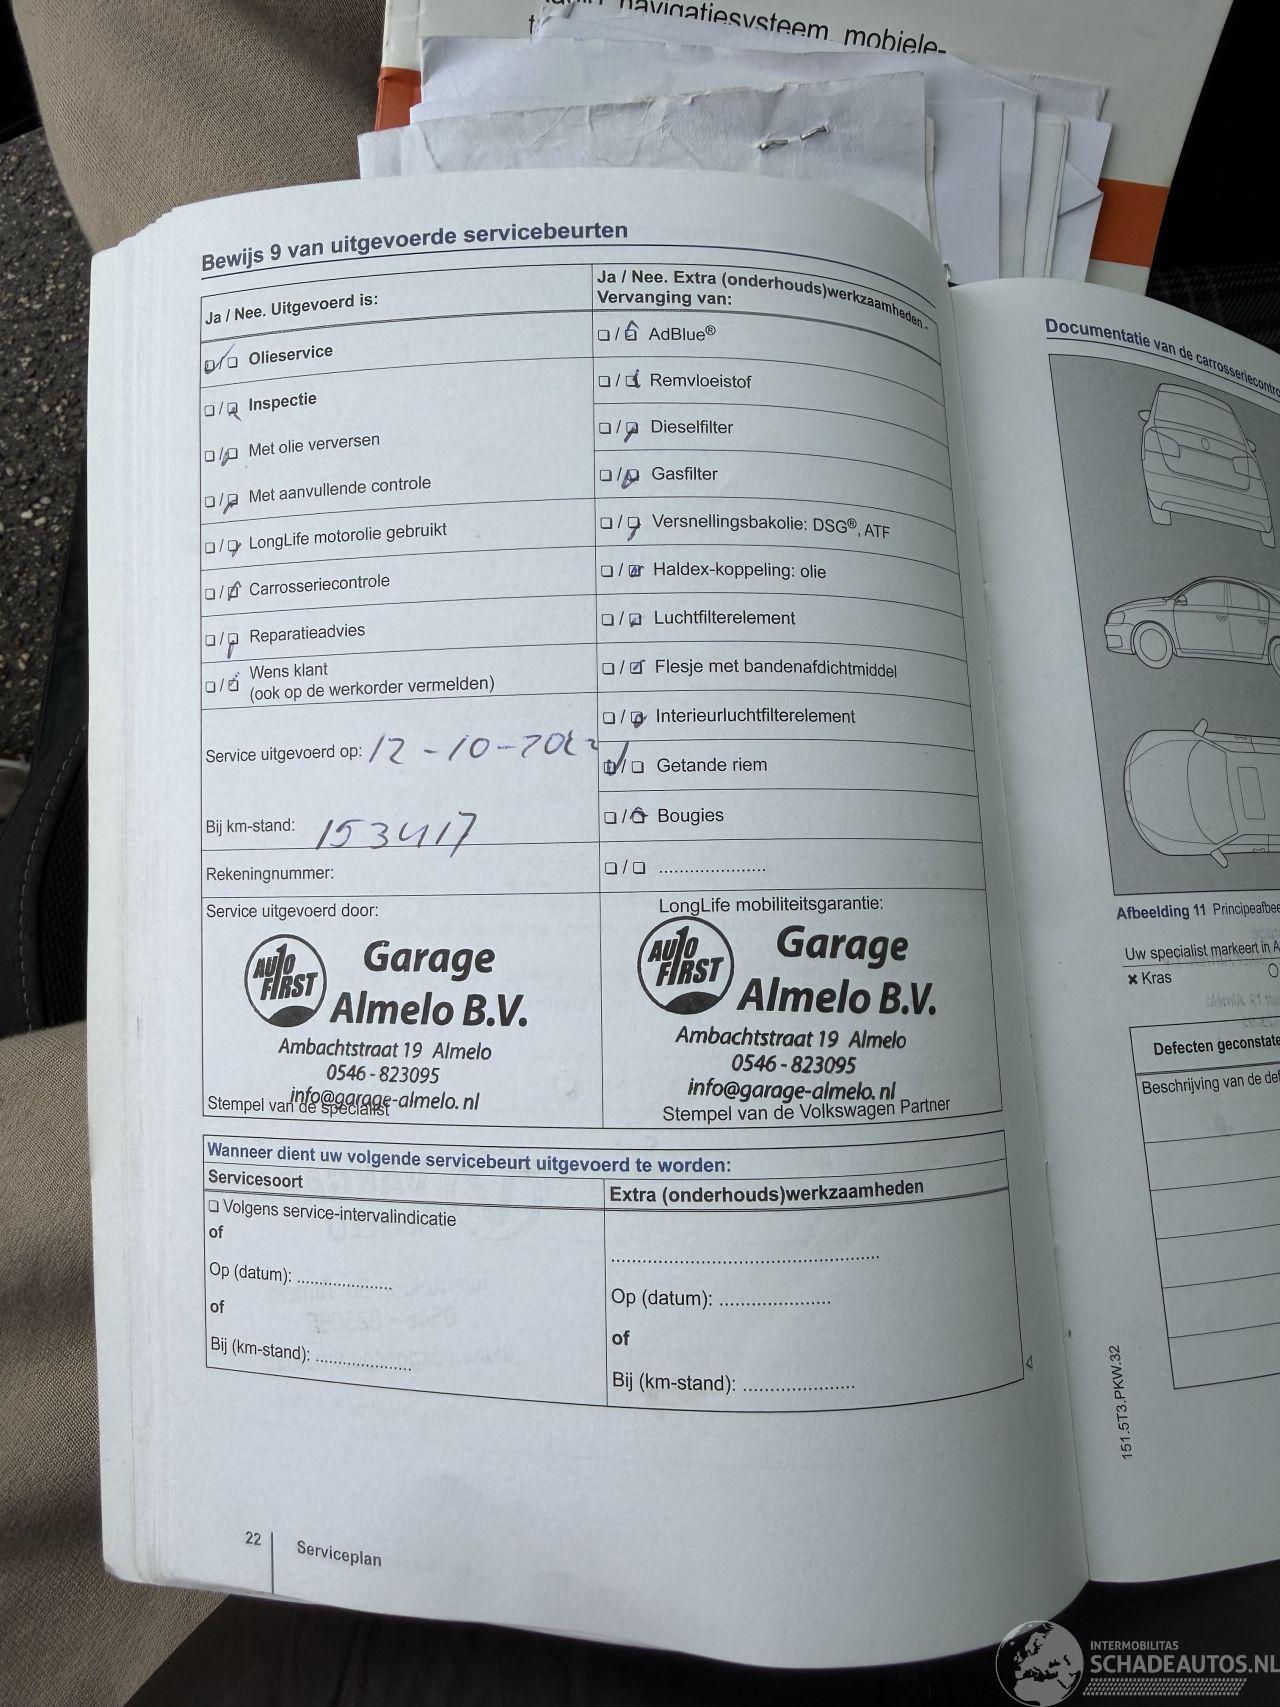 navigatiesysteem, mobiele-
Bewijs 9 van uitgevoerde servicebeurten
Ja / Nee. Uitgevoerd is:
Olieservice
Inspectie
Met olie verversen
Met aanvullende controle
LongLife motorolie gebruikt
Carrosseriecontrole
Reparatieadvies
Wens klant
(ook op de werkorder vermelden)
Service uitgevoerd op: 12-10-202
Bij km-stand: 153417
Rekeningnummer:
Ja / Nee. Extra (onderhouds)werkzaamheden -
Vervanging van:
AdBlue®
Remvloeistof
Dieselfilter
Gasfilter
Versnellingsbakolie: DSG®, ATF
Haldex-koppeling: olie
Luchtfilterelement
Flesje met bandenafdichtmiddel
Interieurluchtfilterelement
Getande riem
Bougies
.....................
Service uitgevoerd door:
AUTO FIRST
Garage
Almelo B.V.
Ambachtstraat 19 Almelo
0546 - 823095
info@garage-almelo.nl
Stempel van de specialist
LongLife mobiliteitsgarantie:
AUTO FIRST
Garage
Almelo B.V.
Ambachtstraat 19 Almelo
0546 - 823095
info@garage-almelo.nl
Stempel van de Volkswagen Partner
Wanneer dient uw volgende servicebeurt uitgevoerd te worden:
Servicesoort
Volgens service-intervalindicatie
of
Op (datum): ...................
of
Bij (km-stand): ...................
Extra (onderhouds)werkzaamheden
..................................................
Op (datum): .....................
of
Bij (km-stand): .....................
22
Serviceplan
Documentatie van de carrosseriecontro
Afbeelding 11 Principeafbee
Uw specialist markeert in A
Kras
Defecten geconstate
Beschrijving van de def
151.5T3.PKW.32
INTERMOBILITAS
SCHADEAUTOS.NL